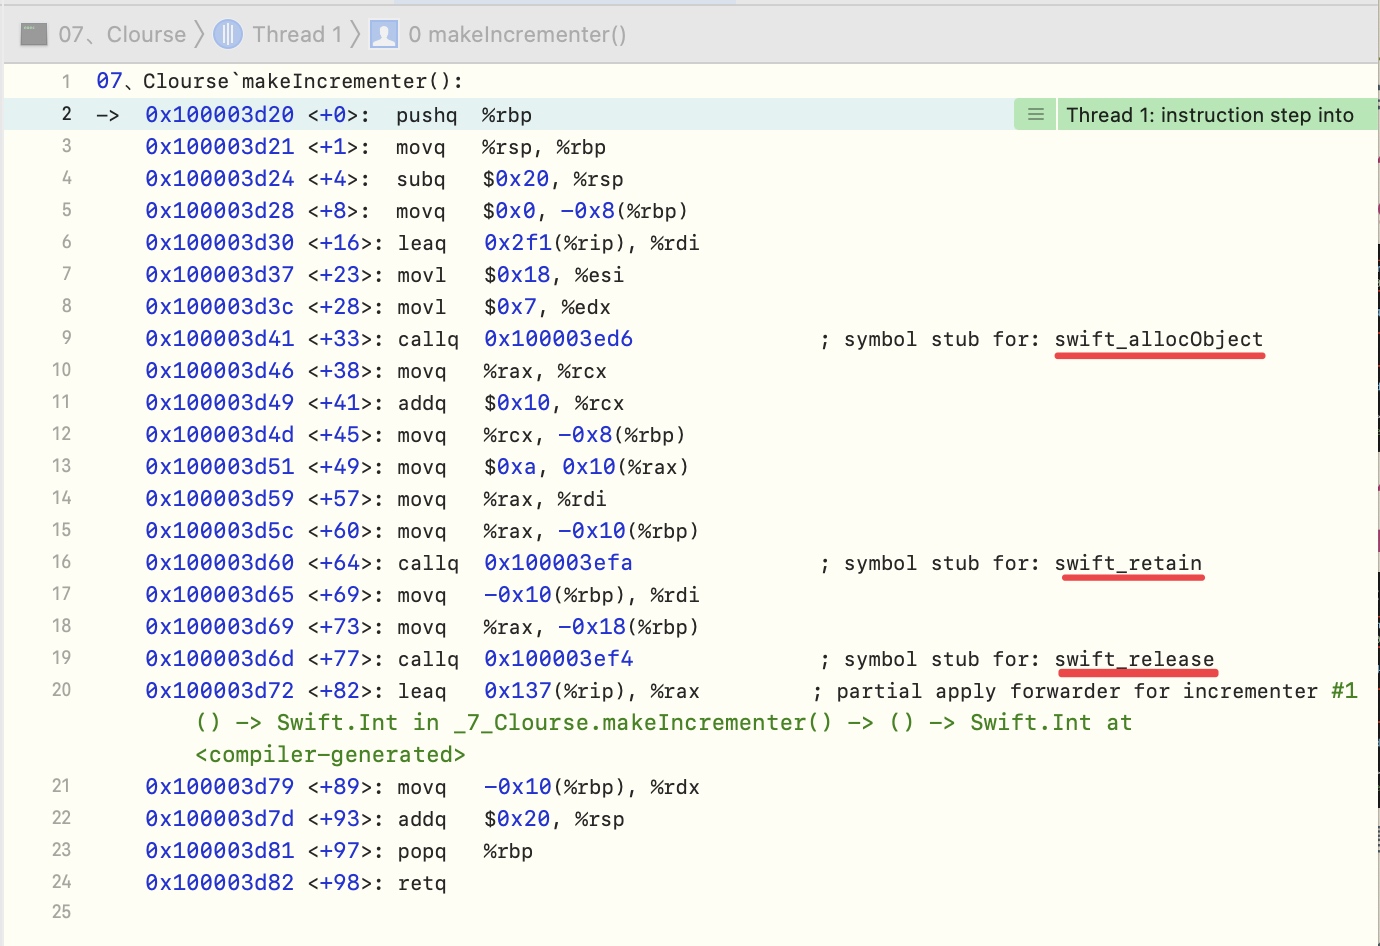 07、Clourse 〉 Thread 1 〉 0 makeIncrementer()
1 07、Clourse`makeIncrementer():
2 -> 0x100003d20 <+0>: pushq %rbp Thread 1: instruction step into
3 0x100003d21 <+1>: movq %rsp, %rbp
4 0x100003d24 <+4>: subq $0x20, %rsp
5 0x100003d28 <+8>: movq $0x0, -0x8(%rbp)
6 0x100003d30 <+16>: leaq 0x2f1(%rip), %rdi
7 0x100003d37 <+23>: movl $0x18, %esi
8 0x100003d3c <+28>: movl $0x7, %edx
9 0x100003d41 <+33>: callq 0x100003ed6 ; symbol stub for: swift_allocObject
10 0x100003d46 <+38>: movq %rax, %rcx
11 0x100003d49 <+41>: addq $0x10, %rcx
12 0x100003d4d <+45>: movq %rcx, -0x8(%rbp)
13 0x100003d51 <+49>: movq $0xa, 0x10(%rax)
14 0x100003d59 <+57>: movq %rax, %rdi
15 0x100003d5c <+60>: movq %rax, -0x10(%rbp)
16 0x100003d60 <+64>: callq 0x100003efa ; symbol stub for: swift_retain
17 0x100003d65 <+69>: movq -0x10(%rbp), %rdi
18 0x100003d69 <+73>: movq %rax, -0x18(%rbp)
19 0x100003d6d <+77>: callq 0x100003ef4 ; symbol stub for: swift_release
20 0x100003d72 <+82>: leaq 0x137(%rip), %rax ; partial apply forwarder for incrementer #1
() -> Swift.Int in _7_Clourse.makeIncrementer() -> () -> Swift.Int at
<compiler-generated>
21 0x100003d79 <+89>: movq -0x10(%rbp), %rdx
22 0x100003d7d <+93>: addq $0x20, %rsp
23 0x100003d81 <+97>: popq %rbp
24 0x100003d82 <+98>: retq
25